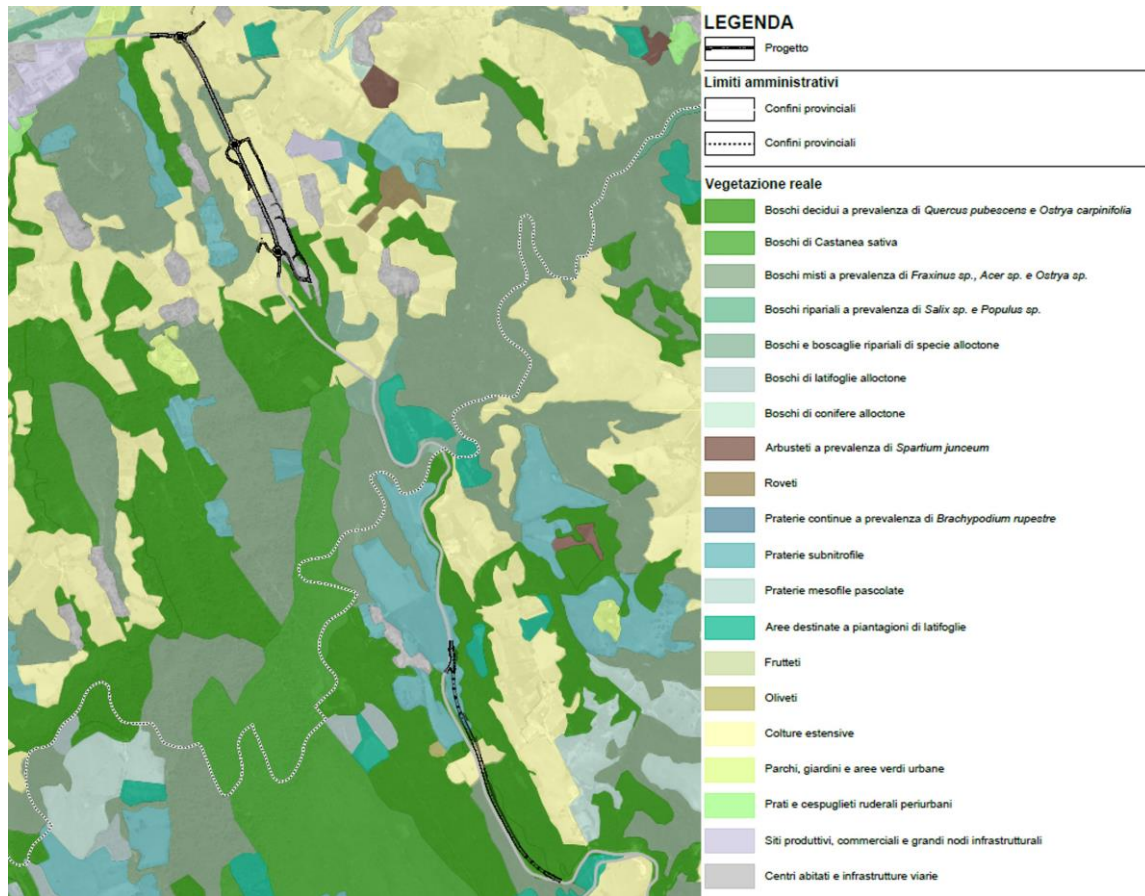 LEGENDA
Progetto
Limiti amministrativi
Confini provinciali
Confini provinciali
Vegetazione reale
Boschi decidui a prevalenza di Quercus pubescens e Ostrya carpinifolia
Boschi di Castanea sativa
Boschi misti a prevalenza di Fraxinus sp., Acer sp. e Ostrya sp.
Boschi ripariali a prevalenza di Salix sp. e Populus sp.
Boschi e boscaglie ripariali di specie alloctone
Boschi di latifoglie alloctone
Boschi di conifere alloctone
Arbusteti a prevalenza di Spartium junceum
Roveti
Praterie continue a prevalenza di Brachypodium rupestre
Praterie subnitrofile
Praterie mesofile pascolate
Aree destinate a piantagioni di latifoglie
Frutteti
Oliveti
Colture estensive
Parchi, giardini e aree verdi urbane
Prati e cespuglieti ruderali periurbani
Siti produttivi, commerciali e grandi nodi infrastrutturali
Centri abitati e infrastrutture viarie